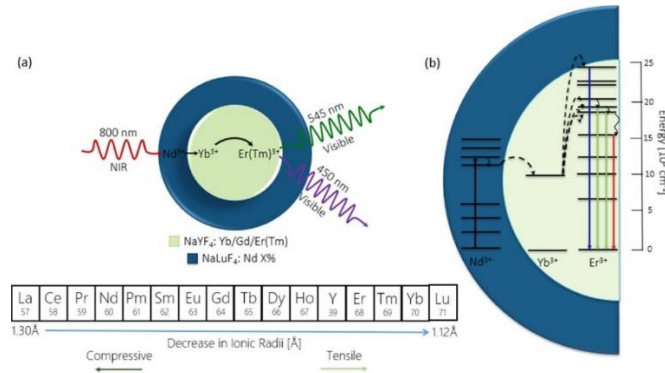 (a)
800 nm
NIR
Nd³⁺
Yb³⁺
Er(Tm)³⁺
545 nm
Visible
450 nm
Visible
NaYF₄: Yb/Gd/Er(Tm)
NaLuF₄: Nd X%
(b)
25
20
15
10
5
0
Energy [10³ cm⁻¹]
Nd³⁺
Yb³⁺
Er³⁺
La Ce Pr Nd Pm Sm Eu Gd Tb Dy Ho Y Er Tm Yb Lu
57 58 59 60 61 62 63 64 65 66 67 39 68 69 70 71
1.30Å
1.12Å
Decrease in Ionic Radii [Å]
Compressive
Tensile